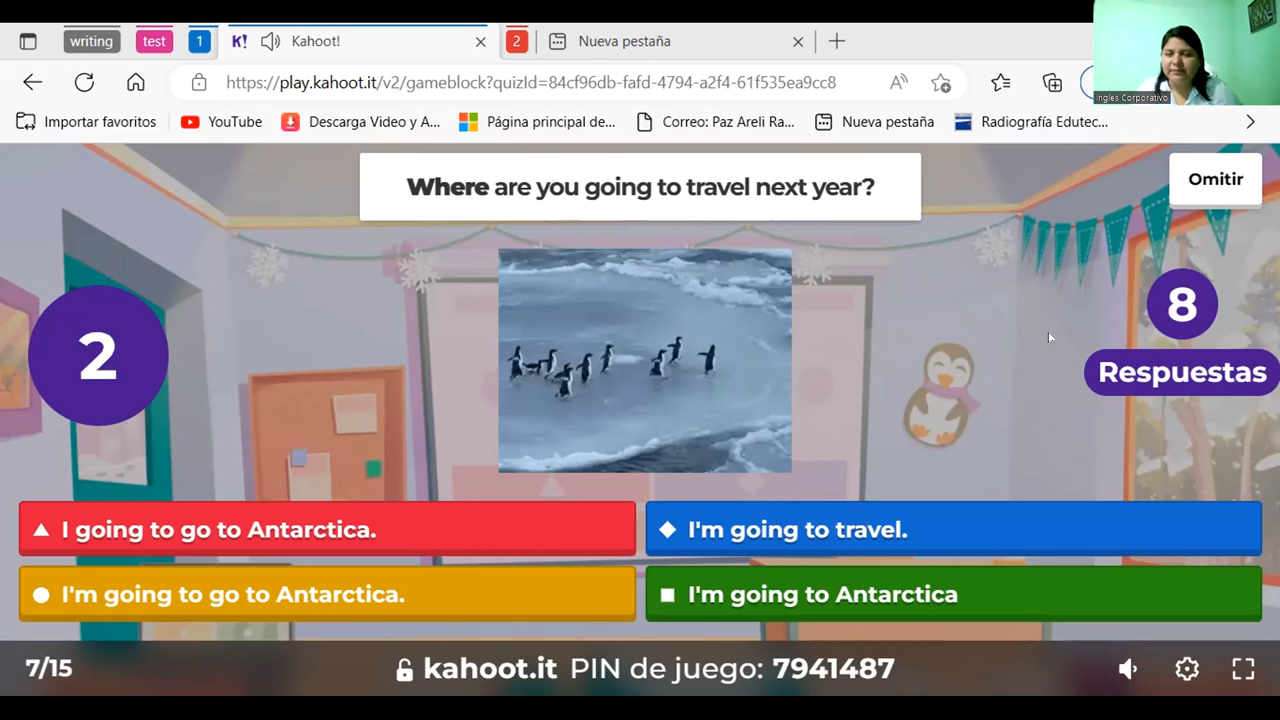 writing
test
1
K!
Kahoot!
2
Nueva pestaña
https://play.kahoot.it/v2/gameblock?quizId=84cf96db-fafd-4794-a2f4-61f535ea9cc8
Importar favoritos
YouTube
Descarga Video y A...
Página principal de...
Correo: Paz Areli Ra...
Nueva pestaña
Radiografía Edutec...
Ingles Corporativo
Where are you going to travel next year?
Omitir
2
8
Respuestas
I going to go to Antarctica.
I'm going to travel.
I'm going to go to Antarctica.
I'm going to Antarctica
7/15
kahoot.it PIN de juego: 7941487